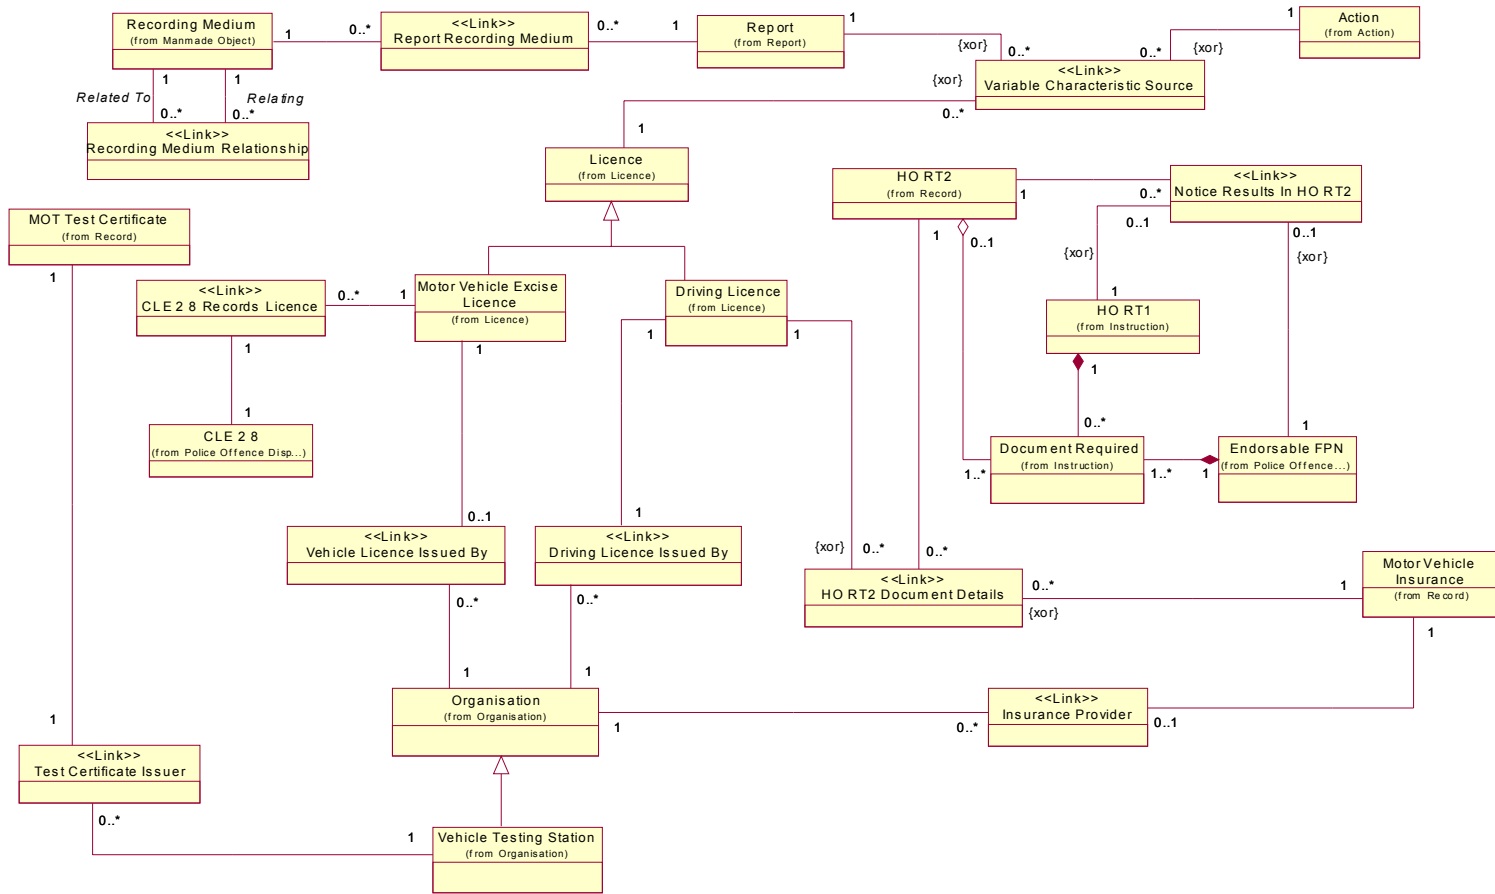 Recording Medium
(from Manmade Object)
1
0..*
<<Link>>
Report Recording Medium
0..*
1
Report
(from Report)
1
{xor}
0..*
0..*
{xor}
1
Action
(from Action)
1
1
Related To
Relating
0..*
0..*
<<Link>>
Recording Medium Relationship
{xor}
<<Link>>
Variable Characteristic Source
0..*
1
Licence
(from Licence)
HO RT2
(from Record)
1
0..*
<<Link>>
Notice Results In HO RT2
MOT Test Certificate
(from Record)
1
1
0..1
0..1
0..1
{xor}
{xor}
<<Link>>
CLE 2 8 Records Licence
0..*
1
Motor Vehicle Excise
Licence
(from Licence)
Driving Licence
(from Licence)
1
HO RT1
(from Instruction)
1
1
1
1
1
1
CLE 2 8
(from Police Offence Disp...)
0..*
1
Document Required
(from Instruction)
1..*
1..*
1
Endorsable FPN
(from Police Offence...)
0..1
1
<<Link>>
Vehicle Licence Issued By
<<Link>>
Driving Licence Issued By
{xor}
0..*
0..*
<<Link>>
HO RT2 Document Details
0..*
{xor}
1
Motor Vehicle
Insurance
(from Record)
1
0..*
0..*
1
1
Organisation
(from Organisation)
1
0..*
<<Link>>
Insurance Provider
0..1
1
<<Link>>
Test Certificate Issuer
0..*
1
Vehicle Testing Station
(from Organisation)